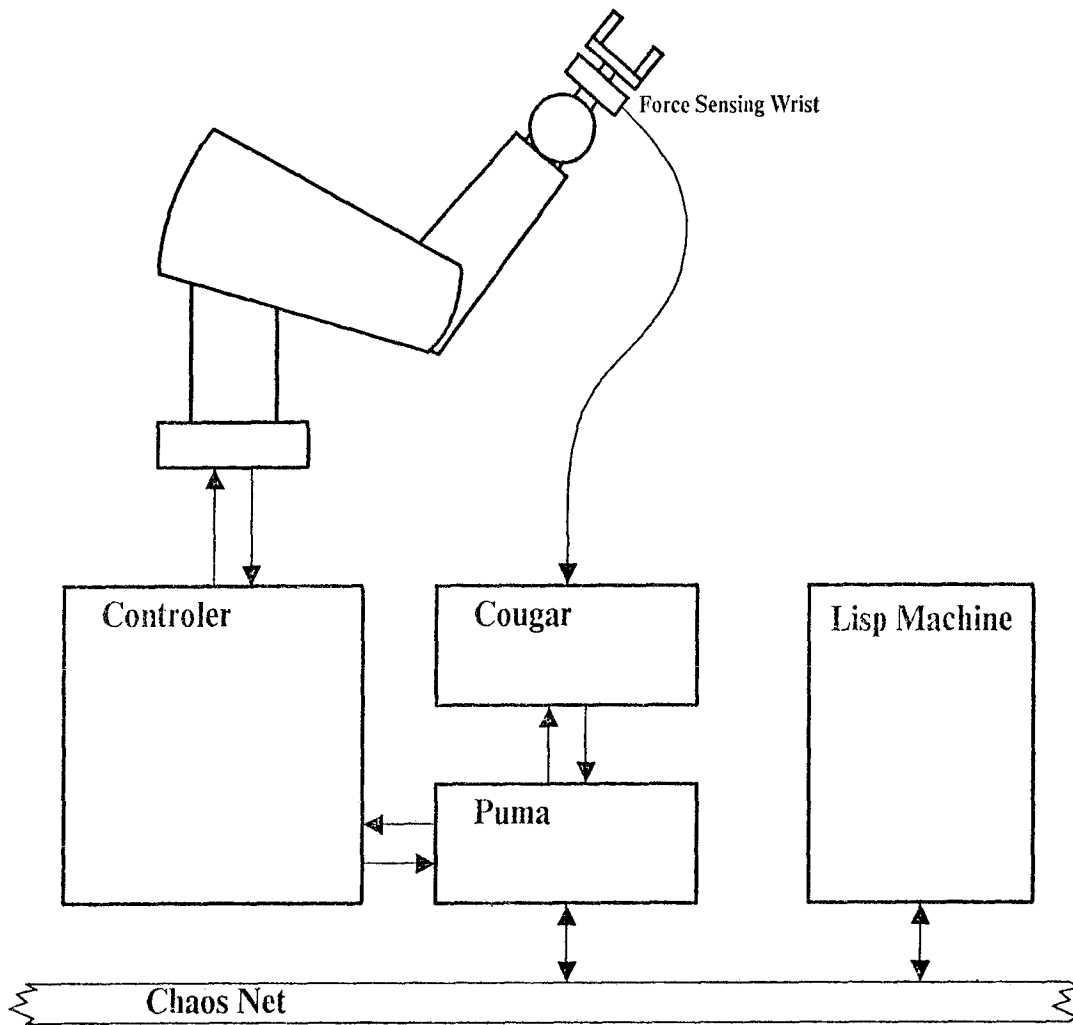 Force Sensing Wrist
Controler
Cougar
Lisp Machine
Puma
Chaos Net